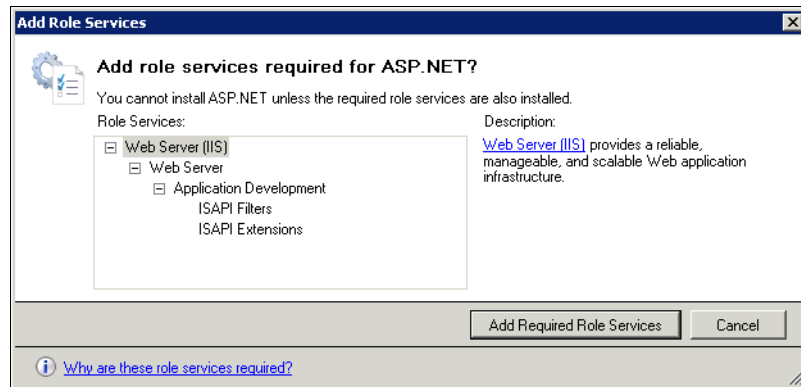 Add Role Services
Add role services required for ASP.NET?
You cannot install ASP.NET unless the required role services are also installed.
Role Services:
Web Server (IIS)
Web Server
Application Development
ISAPI Filters
ISAPI Extensions
Description:
Web Server (IIS) provides a reliable,
manageable, and scalable Web application
infrastructure.
Add Required Role Services
Cancel
Why are these role services required?